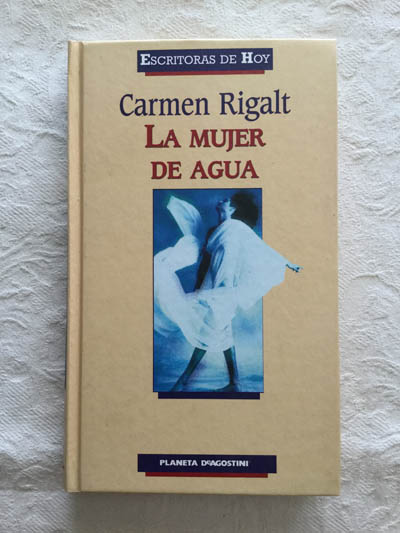 ESCRITORAS DE HOY
Carmen Rigalt
LA MUJER
DE AGUA
PLANETA DEAGOSTINI